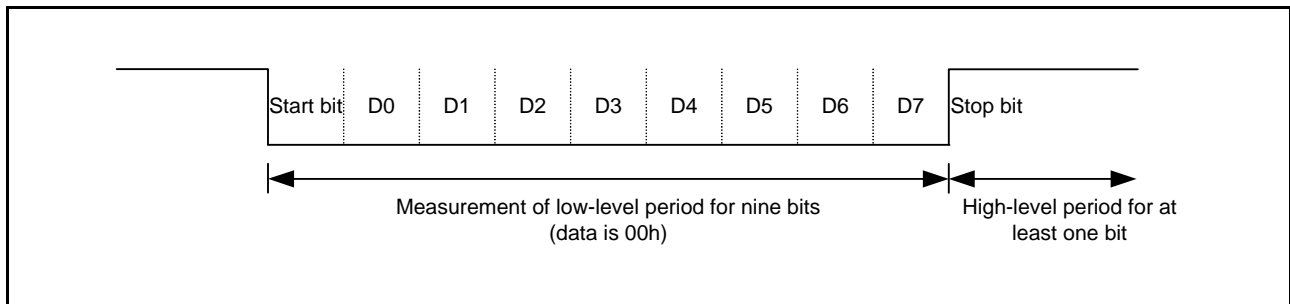 Start bit D0 D1 D2 D3 D4 D5 D6 D7 Stop bit
Measurement of low-level period for nine bits
(data is 00h)
High-level period for at
least one bit